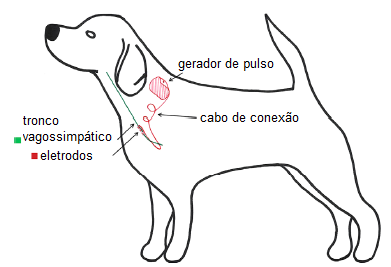 gerador de pulso
cabo de conexão
tronco
vagossimpático
eletrodos